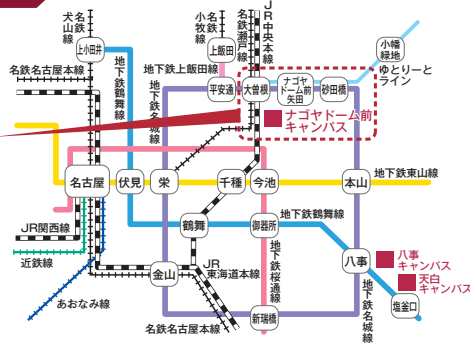 名鉄
犬山線
名鉄
小牧線
名鉄瀬戸線
JR中央本線
上小田井
上飯田
小幡
緑地
ゆとりーと
ライン
名鉄名古屋本線
地下鉄上飯田線
地下鉄鶴舞線
地下鉄名城線
平安通
大曽根
ナゴヤ
ドーム前
矢田
砂田橋
ナゴヤドーム前
キャンパス
地下鉄東山線
名古屋
伏見
栄
千種
今池
本山
JR関西線
近鉄線
鶴舞
御器所
地下鉄鶴舞線
あおなみ線
金山
JR
東海道本線
地下鉄桜通線
八事
八事
キャンパス
天白
キャンパス
地下鉄名城線
塩釜口
名鉄名古屋本線
新瑞橋